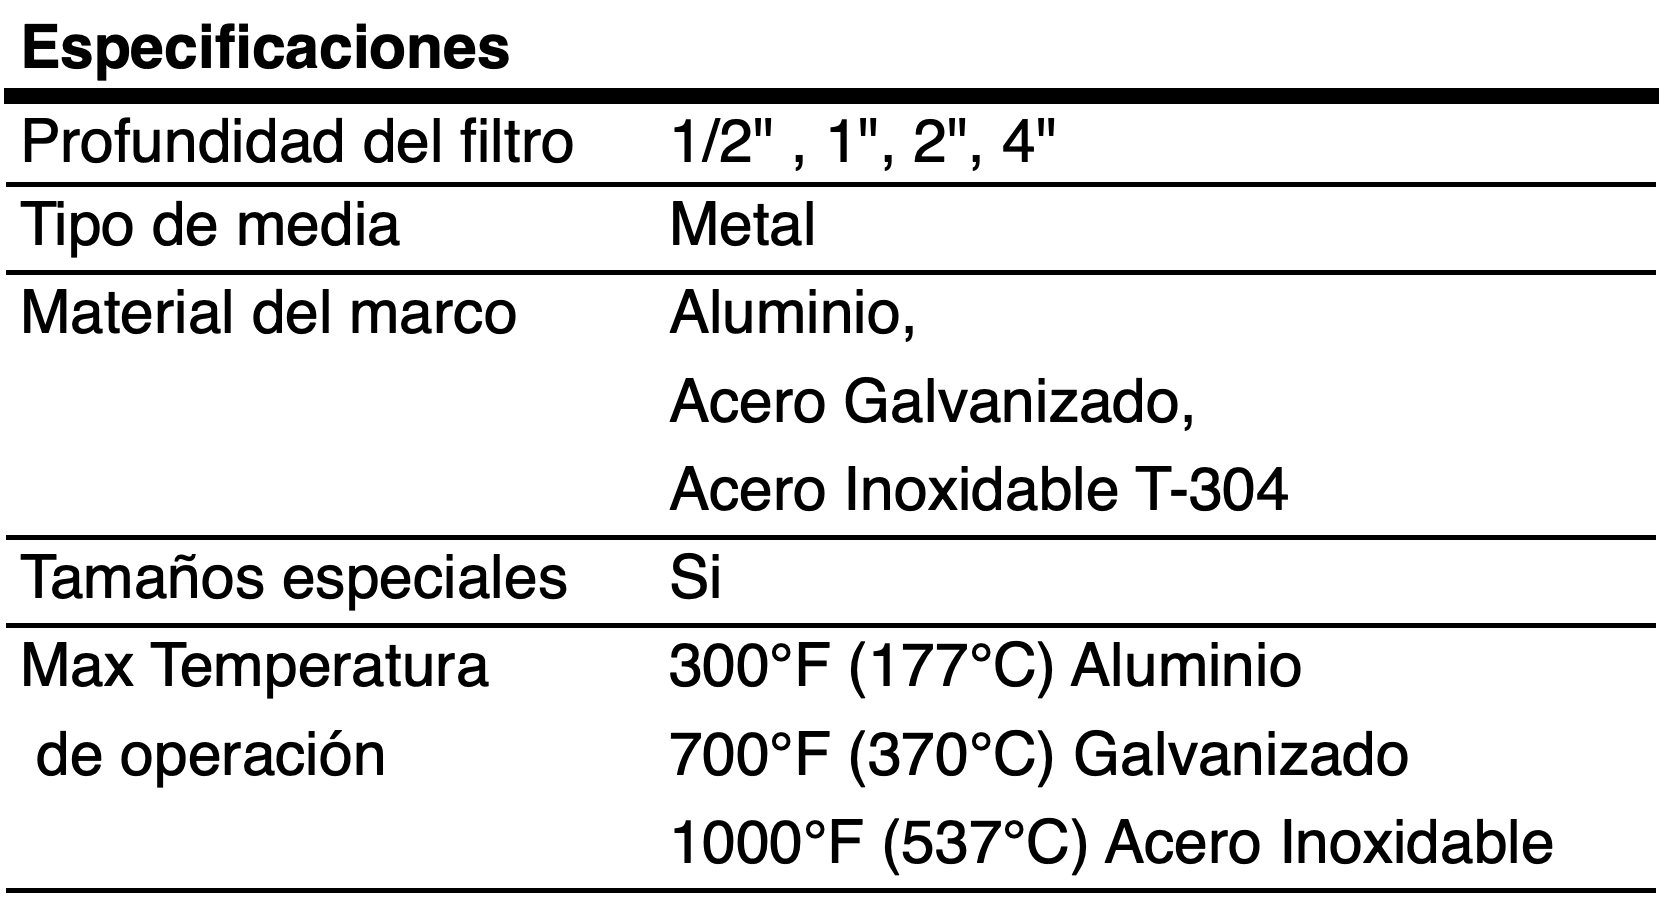 Especificaciones
Profundidad del filtro 1/2" , 1", 2", 4"
Tipo de media Metal
Material del marco Aluminio,
Acero Galvanizado,
Acero Inoxidable T-304
Tamaños especiales Si
Max Temperatura 300°F (177°C) Aluminio
de operación 700°F (370°C) Galvanizado
1000°F (537°C) Acero Inoxidable